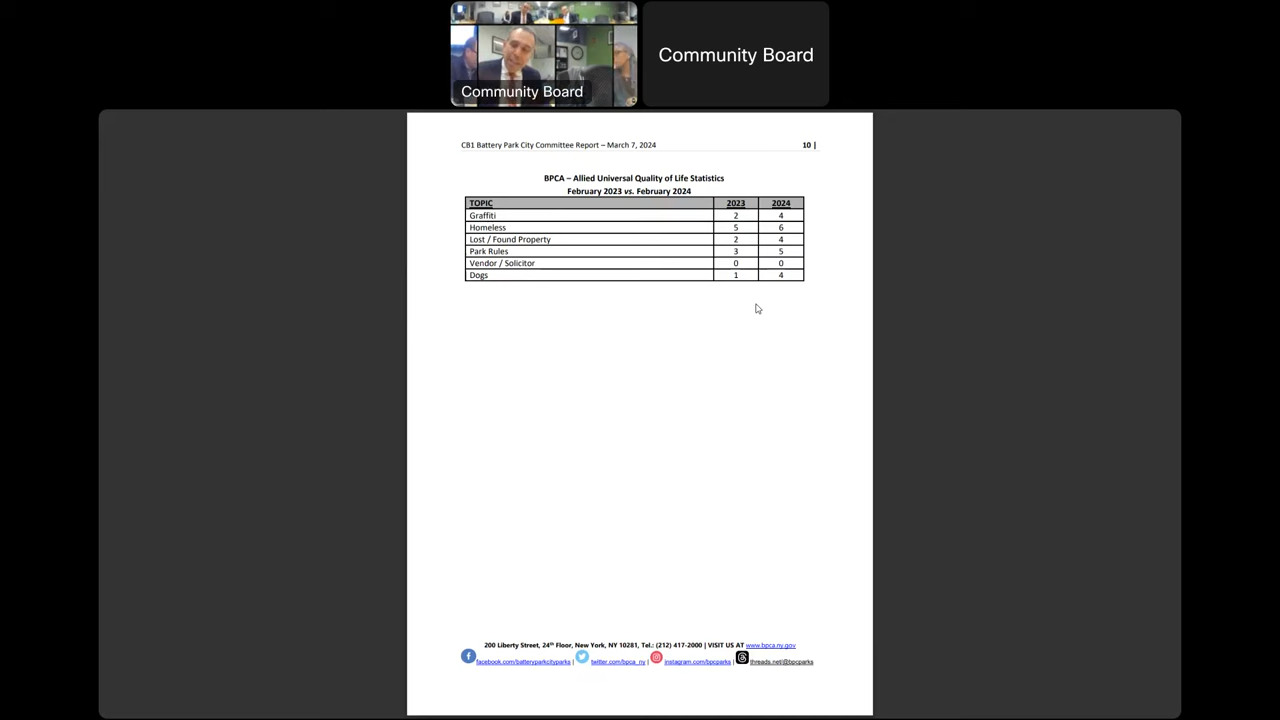 Community Board
Community Board
CB1 Battery Park City Committee Report – March 7, 2024 10 |
BPCA – Allied Universal Quality of Life Statistics
February 2023 vs. February 2024
TOPIC 2023 2024
Graffiti 2 4
Homeless 5 6
Lost / Found Property 2 4
Park Rules 3 5
Vendor / Solicitor 0 0
Dogs 1 4
200 Liberty Street, 24th Floor, New York, NY 10281, Tel.: (212) 417-2000 | VISIT US AT www.bpca.ny.gov
facebook.com/batteryparkcityparks | twitter.com/bpca_ny | instagram.com/bpcparks | threads.net/@bpcparks